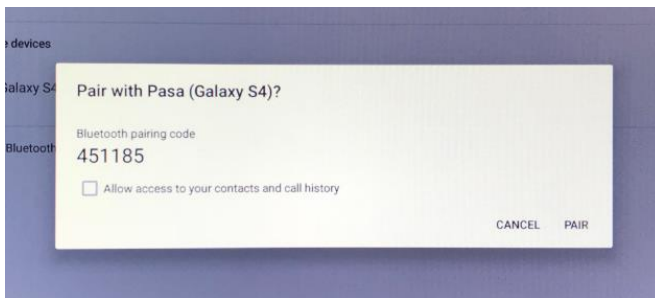 e devices
Galaxy S4
Pair with Pasa (Galaxy S4)?
Bluetooth pairing code
Bluetooth
451185
Allow access to your contacts and call history
CANCEL PAIR